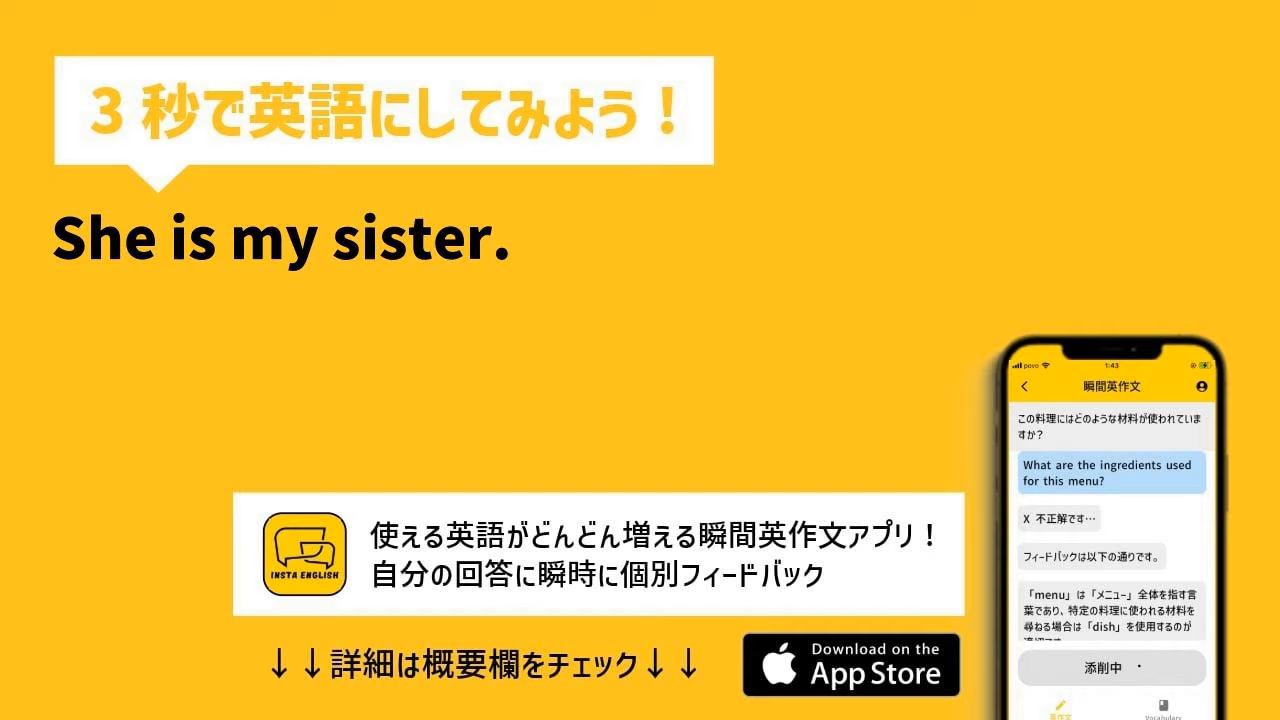 3 秒で英語にしてみよう！
She is my sister.
povo
1:43
瞬間英作文
この料理にはどのような材料が使われていま
すか？
What are the ingredients used
for this menu?
X 不正解です…
フィードバックは以下の通りです。
「menu」は「メニュー」全体を指す言
葉であり、特定の料理に使われる材料を
尋ねる場合は「dish」を使用するのが
添削中
英作文
Vocabulary
INSTA ENGLISH
使える英語がどんどん増える瞬間英作文アプリ！
自分の回答に瞬時に個別フィードバック
↓↓詳細は概要欄をチェック↓↓
Download on the
App Store